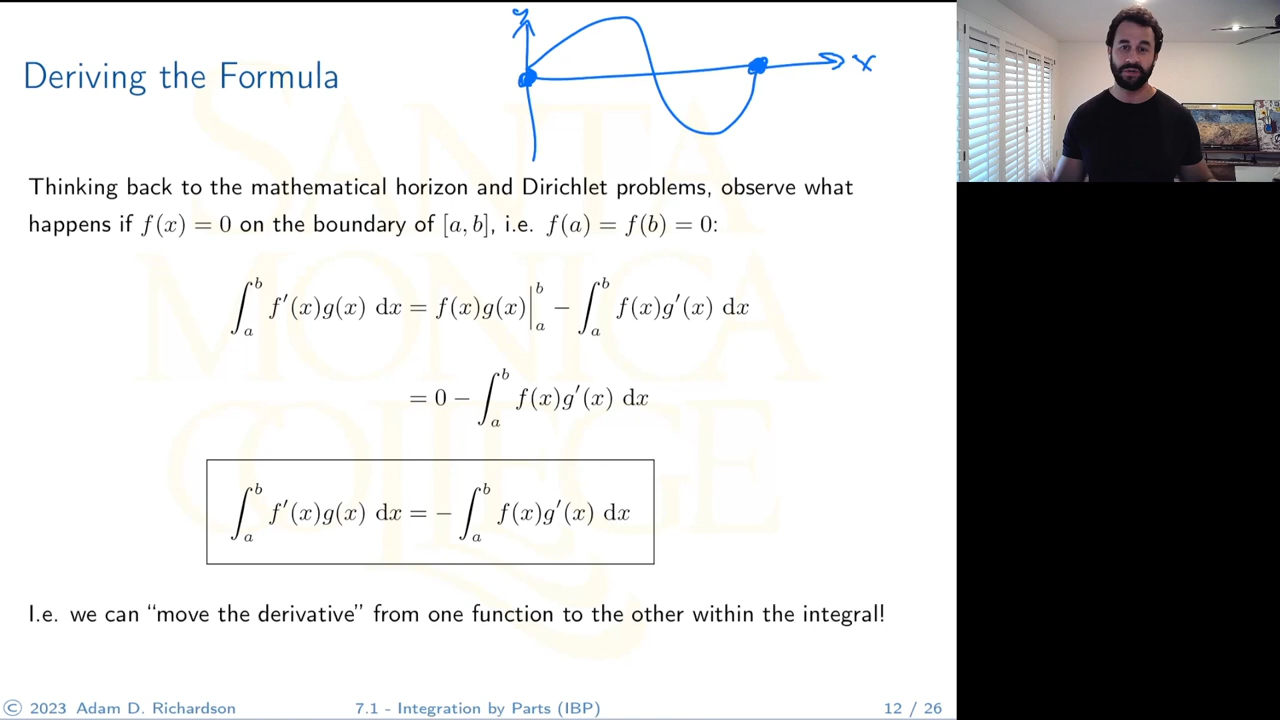 y
x
Deriving the Formula
Thinking back to the mathematical horizon and Dirichlet problems, observe what
happens if f(x) = 0 on the boundary of [a, b], i.e. f(a) = f(b) = 0:
∫_a^b f′(x)g(x) dx = f(x)g(x)|_a^b − ∫_a^b f(x)g′(x) dx
= 0 − ∫_a^b f(x)g′(x) dx
∫_a^b f′(x)g(x) dx = − ∫_a^b f(x)g′(x) dx
I.e. we can “move the derivative” from one function to the other within the integral!
SANTA
MONICA
COLLEGE
© 2023 Adam D. Richardson
7.1 - Integration by Parts (IBP)
12 / 26